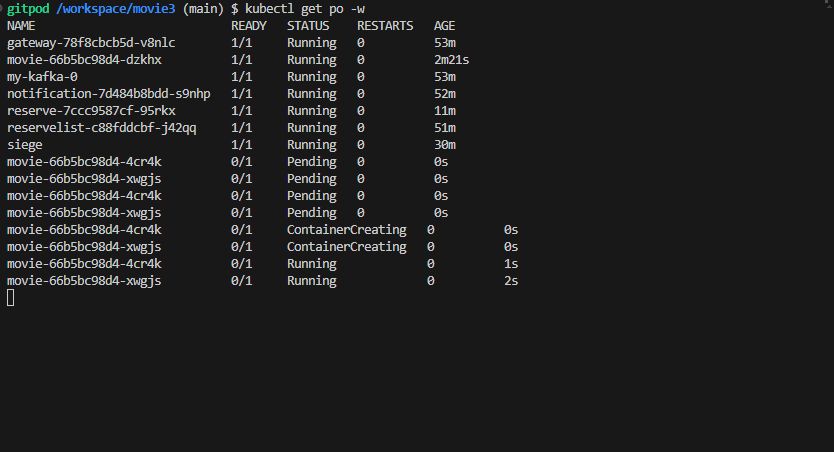 gitpod /workspace/movie3 (main) $ kubectl get po -w
NAME READY STATUS RESTARTS AGE
gateway-78f8cbcb5d-v8nlc 1/1 Running 0 53m
movie-66b5bc98d4-dzkhx 1/1 Running 0 2m21s
my-kafka-0 1/1 Running 0 53m
notification-7d484b8bdd-s9nhp 1/1 Running 0 52m
reserve-7ccc9587cf-95rkx 1/1 Running 0 11m
reservelist-c88fddcbf-j42qq 1/1 Running 0 51m
siege 1/1 Running 0 30m
movie-66b5bc98d4-4cr4k 0/1 Pending 0 0s
movie-66b5bc98d4-xwgjs 0/1 Pending 0 0s
movie-66b5bc98d4-4cr4k 0/1 Pending 0 0s
movie-66b5bc98d4-xwgjs 0/1 Pending 0 0s
movie-66b5bc98d4-4cr4k 0/1 ContainerCreating 0 0s
movie-66b5bc98d4-xwgjs 0/1 ContainerCreating 0 0s
movie-66b5bc98d4-4cr4k 0/1 Running 0 1s
movie-66b5bc98d4-xwgjs 0/1 Running 0 2s